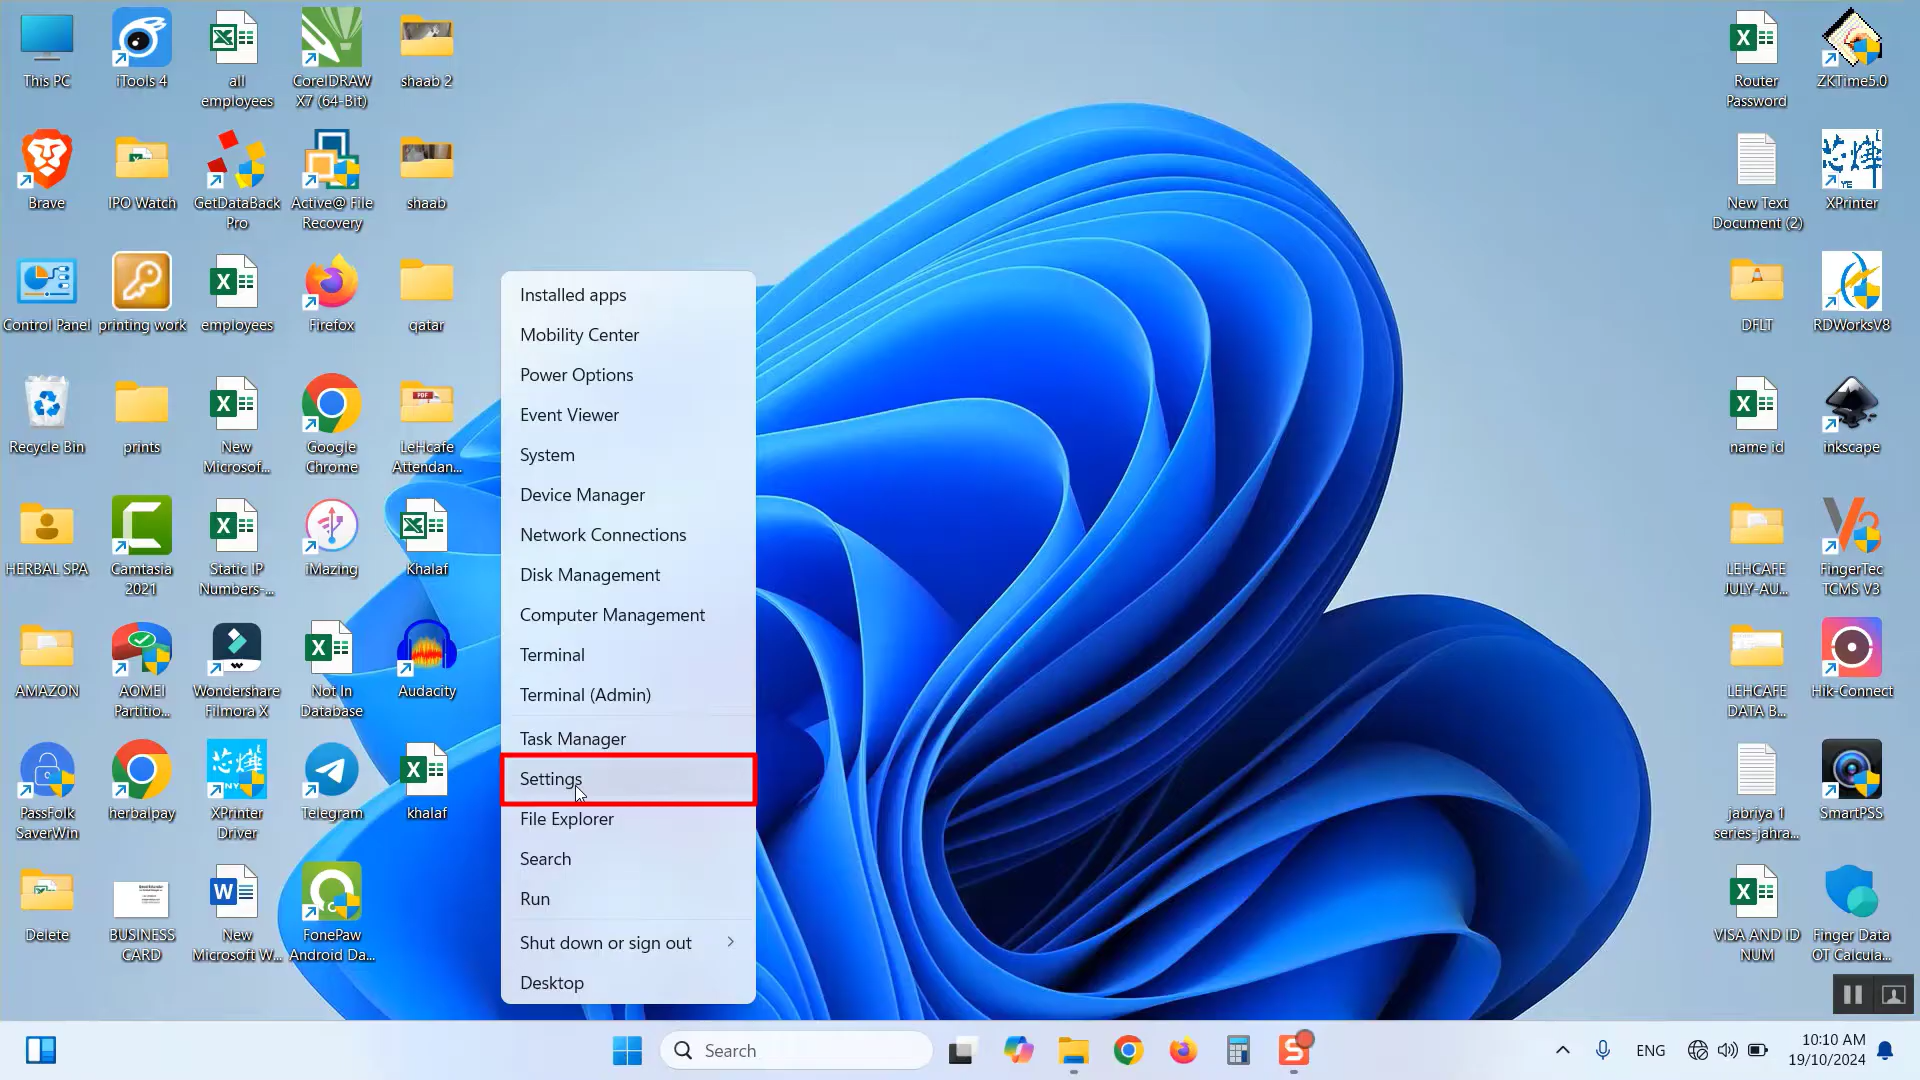 This PC
iTools 4
all
employees
CorelDRAW
X7 (64-Bit)
shaab 2
Brave
IPO Watch
GetDataBack
Pro
Active@ File
Recovery
shaab
Control Panel
printing work
employees
Firefox
qatar
Recycle Bin
prints
New
Microsof...
Google
Chrome
LeHcafe
Attendan...
HERBAL SPA
Camtasia
2021
Static IP
Numbers-...
iMazing
Khalaf
AMAZON
AOMEI
Partitio...
Wondershare
Filmora X
Not In
Database
Audacity
PassFolk
SaverWin
herbalpay
XPrinter
Driver
Telegram
khalaf
Delete
BUSINESS
CARD
New
Microsoft W...
FonePaw
Android Da...
Installed apps
Mobility Center
Power Options
Event Viewer
System
Device Manager
Network Connections
Disk Management
Computer Management
Terminal
Terminal (Admin)
Task Manager
Settings
File Explorer
Search
Run
Shut down or sign out
Desktop
Router
Password
ZKTime5.0
New Text
Document (2)
XPrinter
DFLT
RDWorksV8
name id
inkscape
LEHCAFE
JULY-AU...
FingerTec
TCMS V3
LEHCAFE
DATA B...
Hik-Connect
jabriya 1
series-jahra...
SmartPSS
VISA AND ID
NUM
Finger Data
OT Calcula...
Search
ENG
10:10 AM
19/10/2024